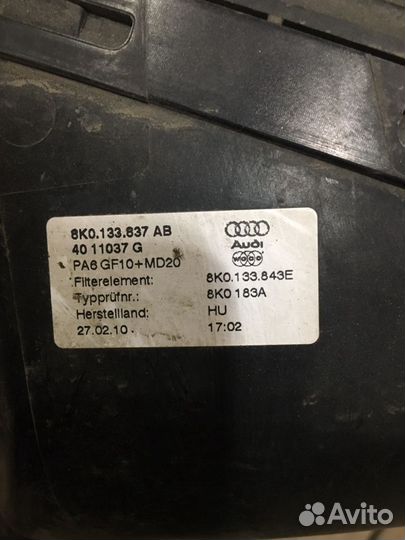 8K0.133.837 AB
40 11037 G
PA6 GF10+MD20
Audi
Filterelement: 8K0.133.843E
Typprüfnr.: 8K0 183A
Herstelland: HU
27.02.10 17:02
Avito